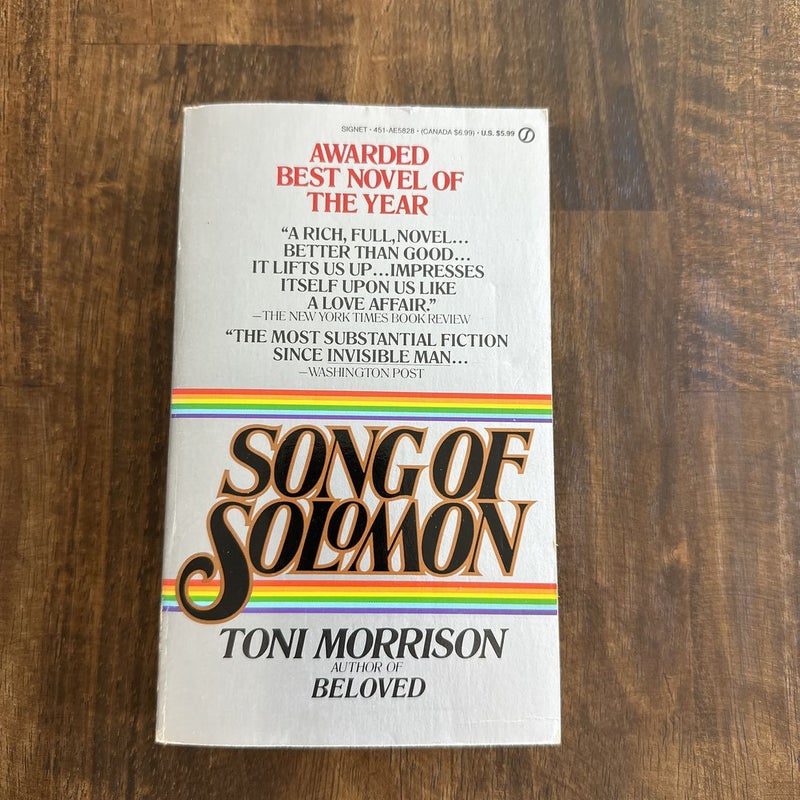 SIGNET • 451-AE5828 • (CANADA $6.99) • U.S. $5.99
AWARDED
BEST NOVEL OF
THE YEAR
“A RICH, FULL, NOVEL...
BETTER THAN GOOD...
IT LIFTS US UP...IMPRESSES
ITSELF UPON US LIKE
A LOVE AFFAIR.”
—THE NEW YORK TIMES BOOK REVIEW
“THE MOST SUBSTANTIAL FICTION
SINCE INVISIBLE MAN...
—WASHINGTON POST
SONG OF
SOLOMON
TONI MORRISON
AUTHOR OF
BELOVED